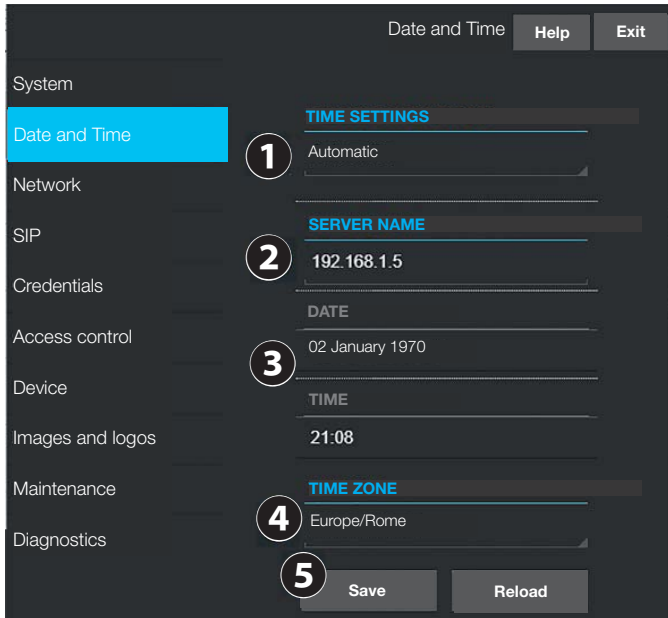 Date and Time Help Exit
System
Date and Time
Network
SIP
Credentials
Access control
Device
Images and logos
Maintenance
Diagnostics
TIME SETTINGS
1 Automatic
SERVER NAME
2 192.168.1.5
DATE
02 January 1970
3
TIME
21:08
TIME ZONE
4 Europe/Rome
5 Save Reload